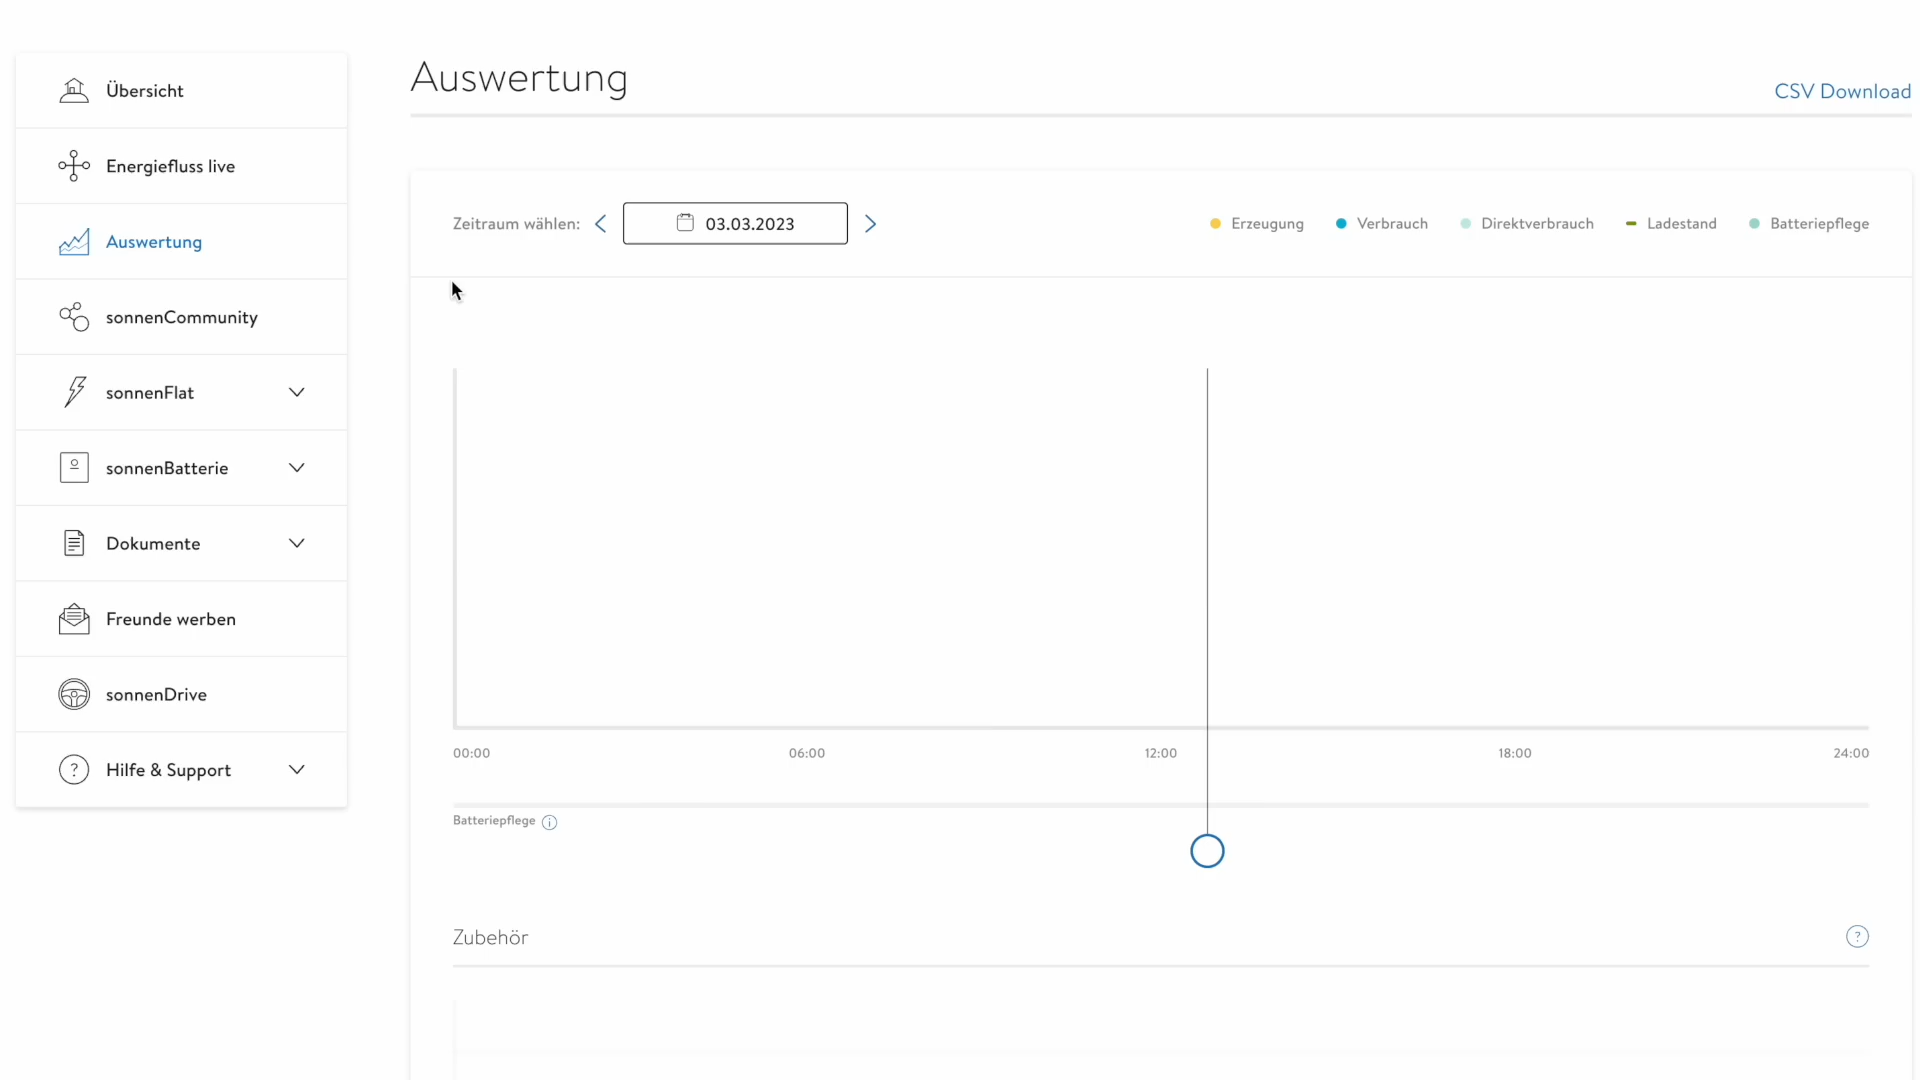 Übersicht
Energiefluss live
Auswertung
sonnenCommunity
sonnenFlat
sonnenBatterie
Dokumente
Freunde werben
sonnenDrive
Hilfe & Support
Auswertung
CSV Download
Zeitraum wählen: 03.03.2023
Erzeugung Verbrauch Direktverbrauch Ladestand Batteriepflege
00:00 06:00 12:00 18:00 24:00
Batteriepflege
Zubehör